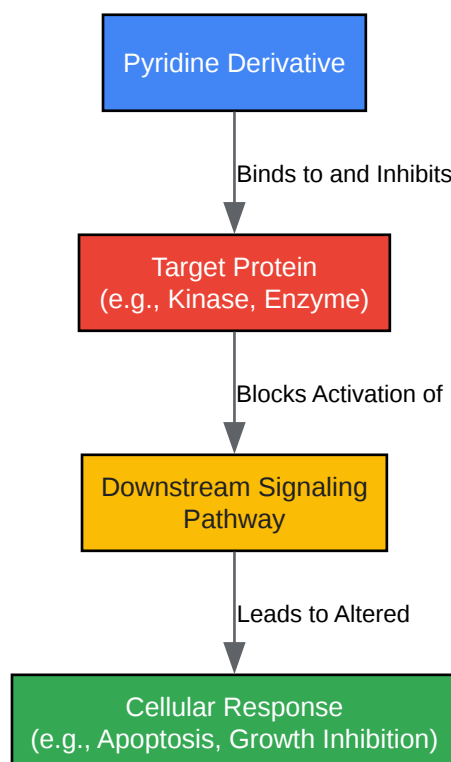 Pyridine Derivative
Binds to and Inhibits
Target Protein
(e.g., Kinase, Enzyme)
Blocks Activation of
Downstream Signaling
Pathway
Leads to Altered
Cellular Response
(e.g., Apoptosis, Growth Inhibition)